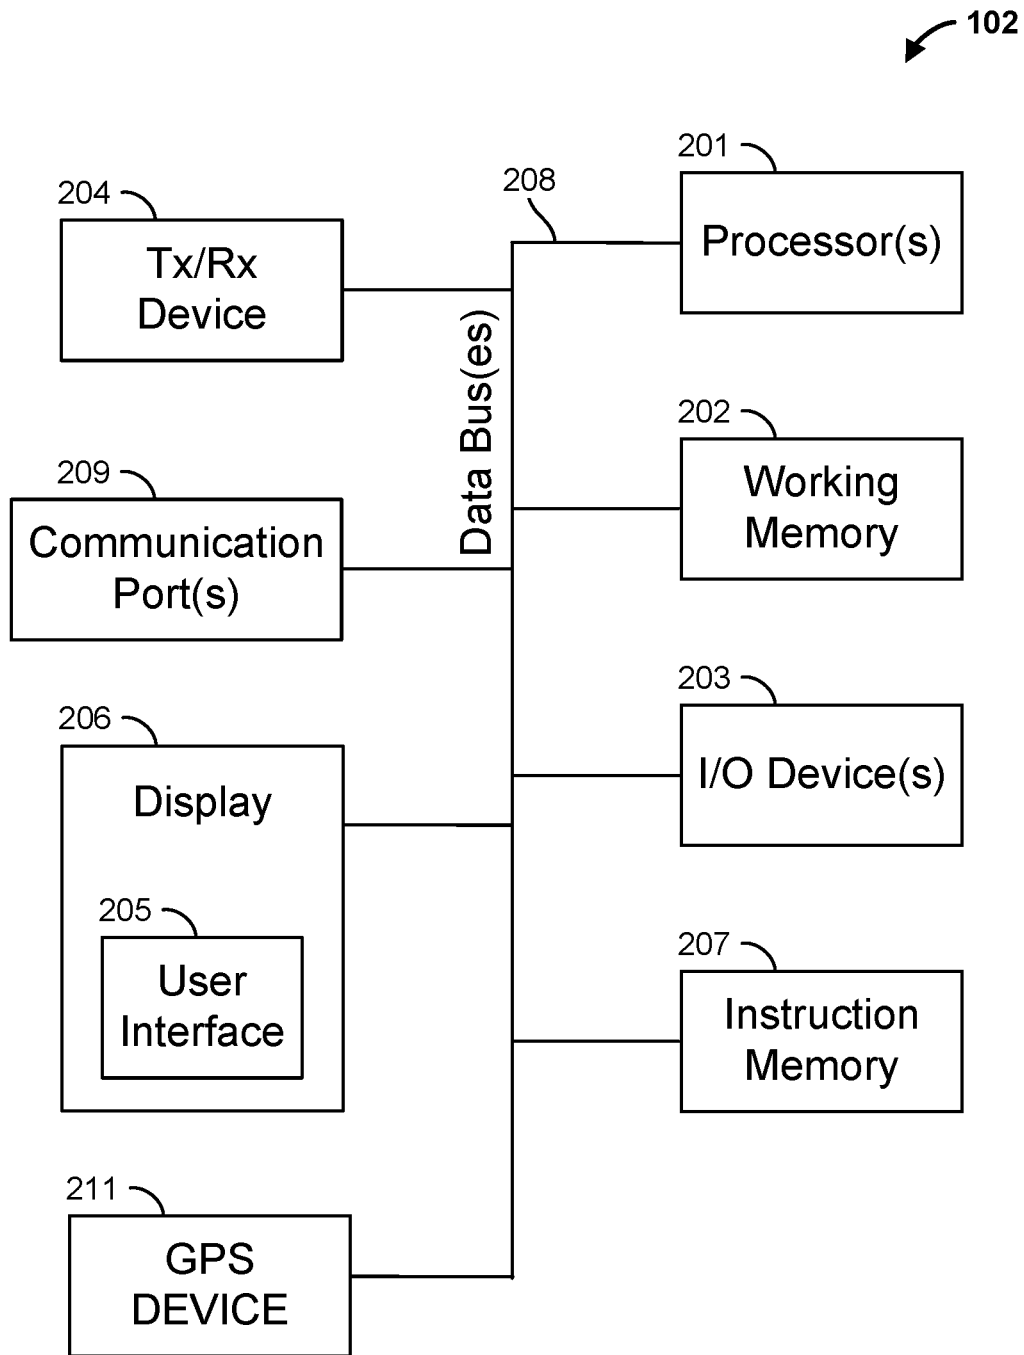 102
201
204
208
Processor(s)
Tx/Rx
Device
Data Bus(es)
202
209
Working
Memory
Communication
Port(s)
203
206
I/O Device(s)
Display
205
207
User
Interface
Instruction
Memory
211
GPS
DEVICE